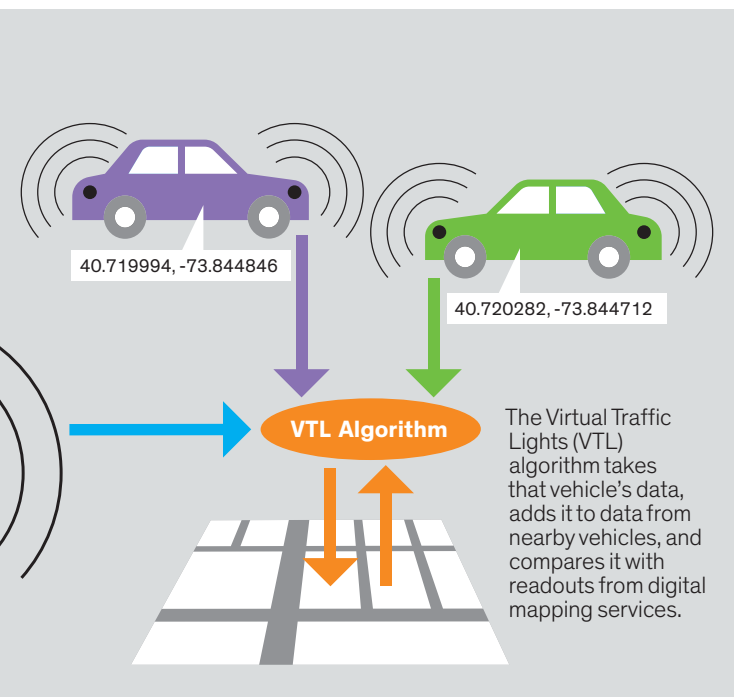 40.719994, -73.844846
40.720282, -73.844712
VTL Algorithm
The Virtual Traffic
Lights (VTL)
algorithm takes
that vehicle's data,
adds it to data from
nearby vehicles, and
compares it with
readouts from digital
mapping services.